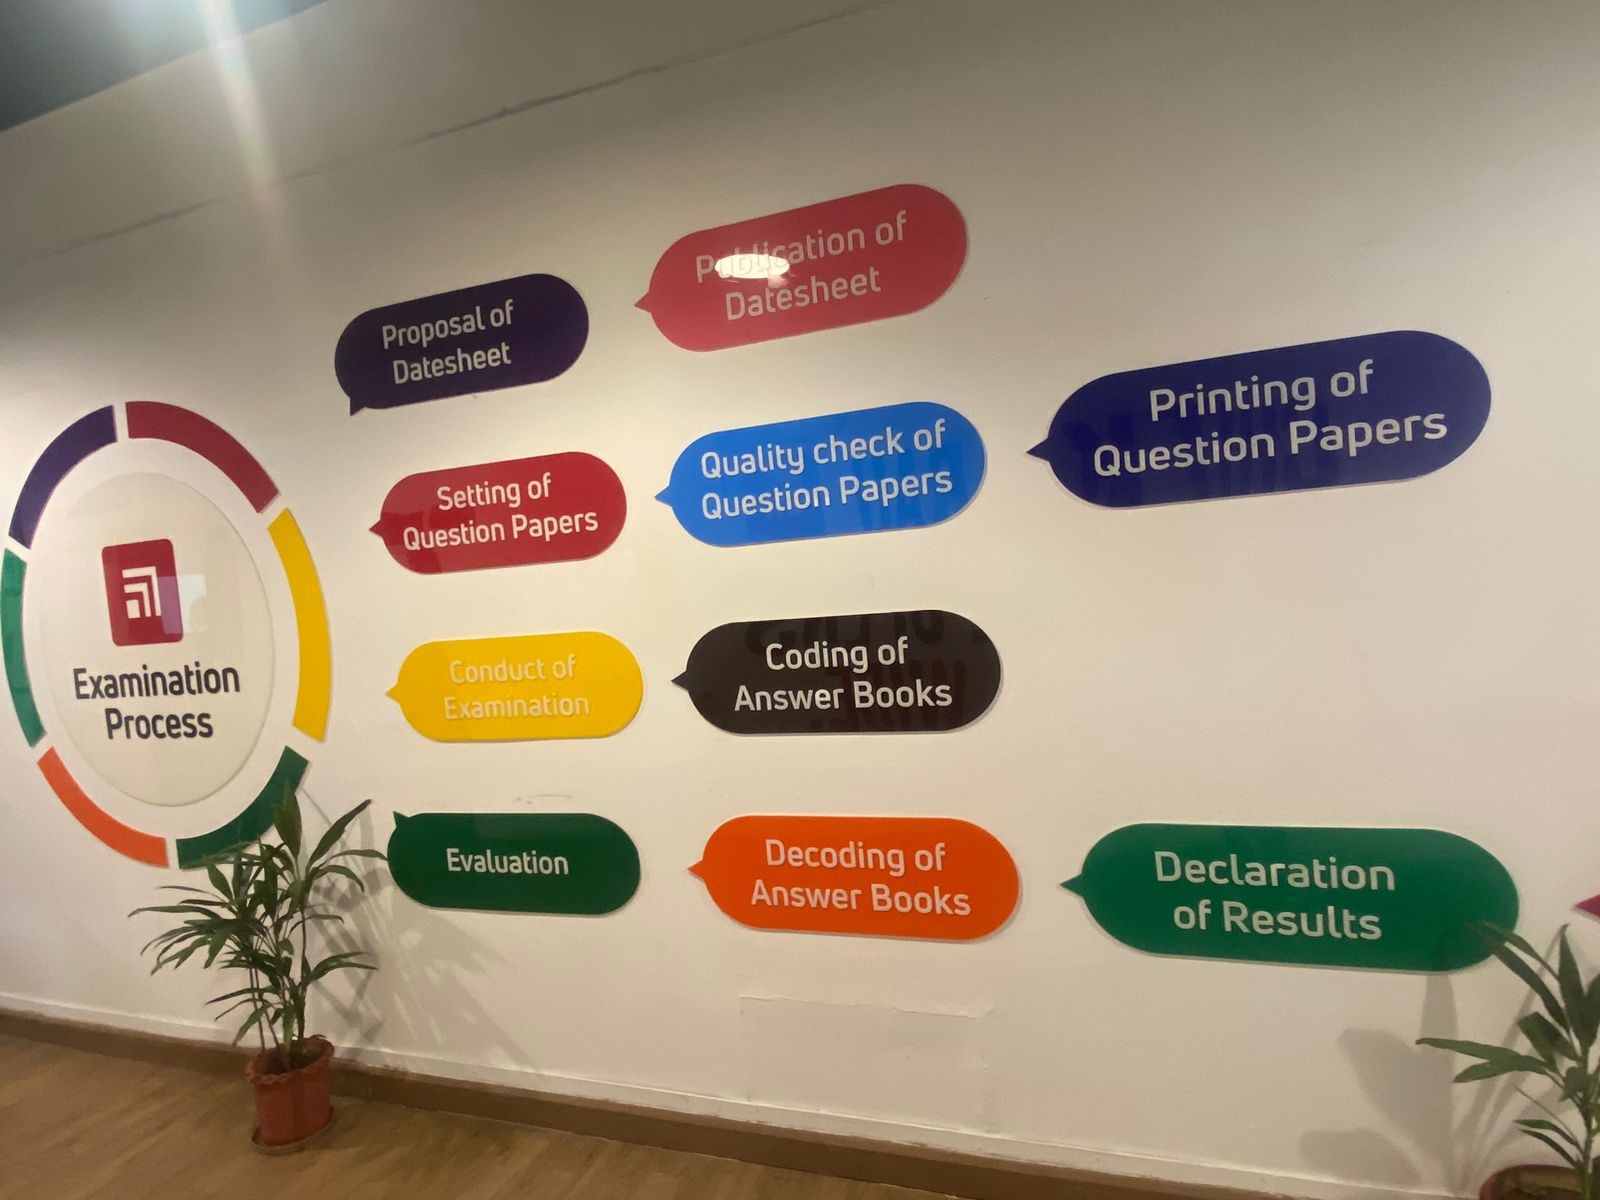 Proposal of
Datesheet
Publication of
Datesheet
Setting of
Question Papers
Quality check of
Question Papers
Printing of
Question Papers
Examination
Process
Conduct of
Examination
Coding of
Answer Books
Evaluation
Decoding of
Answer Books
Declaration
of Results